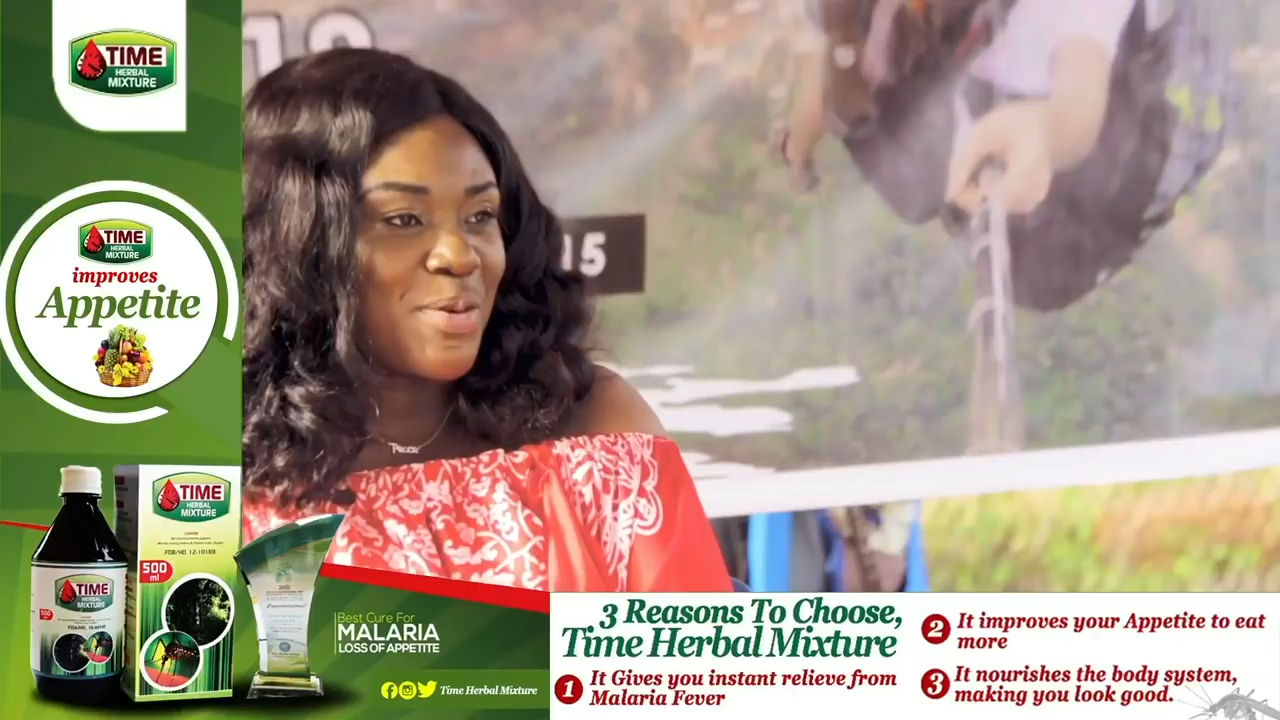 TIME
HERBAL
MIXTURE
TIME
HERBAL
MIXTURE
improves
Appetite
15
Peace
TIME
HERBAL
MIXTURE
500
ml
TIME
HERBAL
MIXTURE
500
ml
Best Cure For
MALARIA
LOSS OF APPETITE
Time Herbal Mixture
3 Reasons To Choose,
Time Herbal Mixture
1 It Gives you instant relieve from
Malaria Fever
2 It improves your Appetite to eat
more
3 It nourishes the body system,
making you look good.